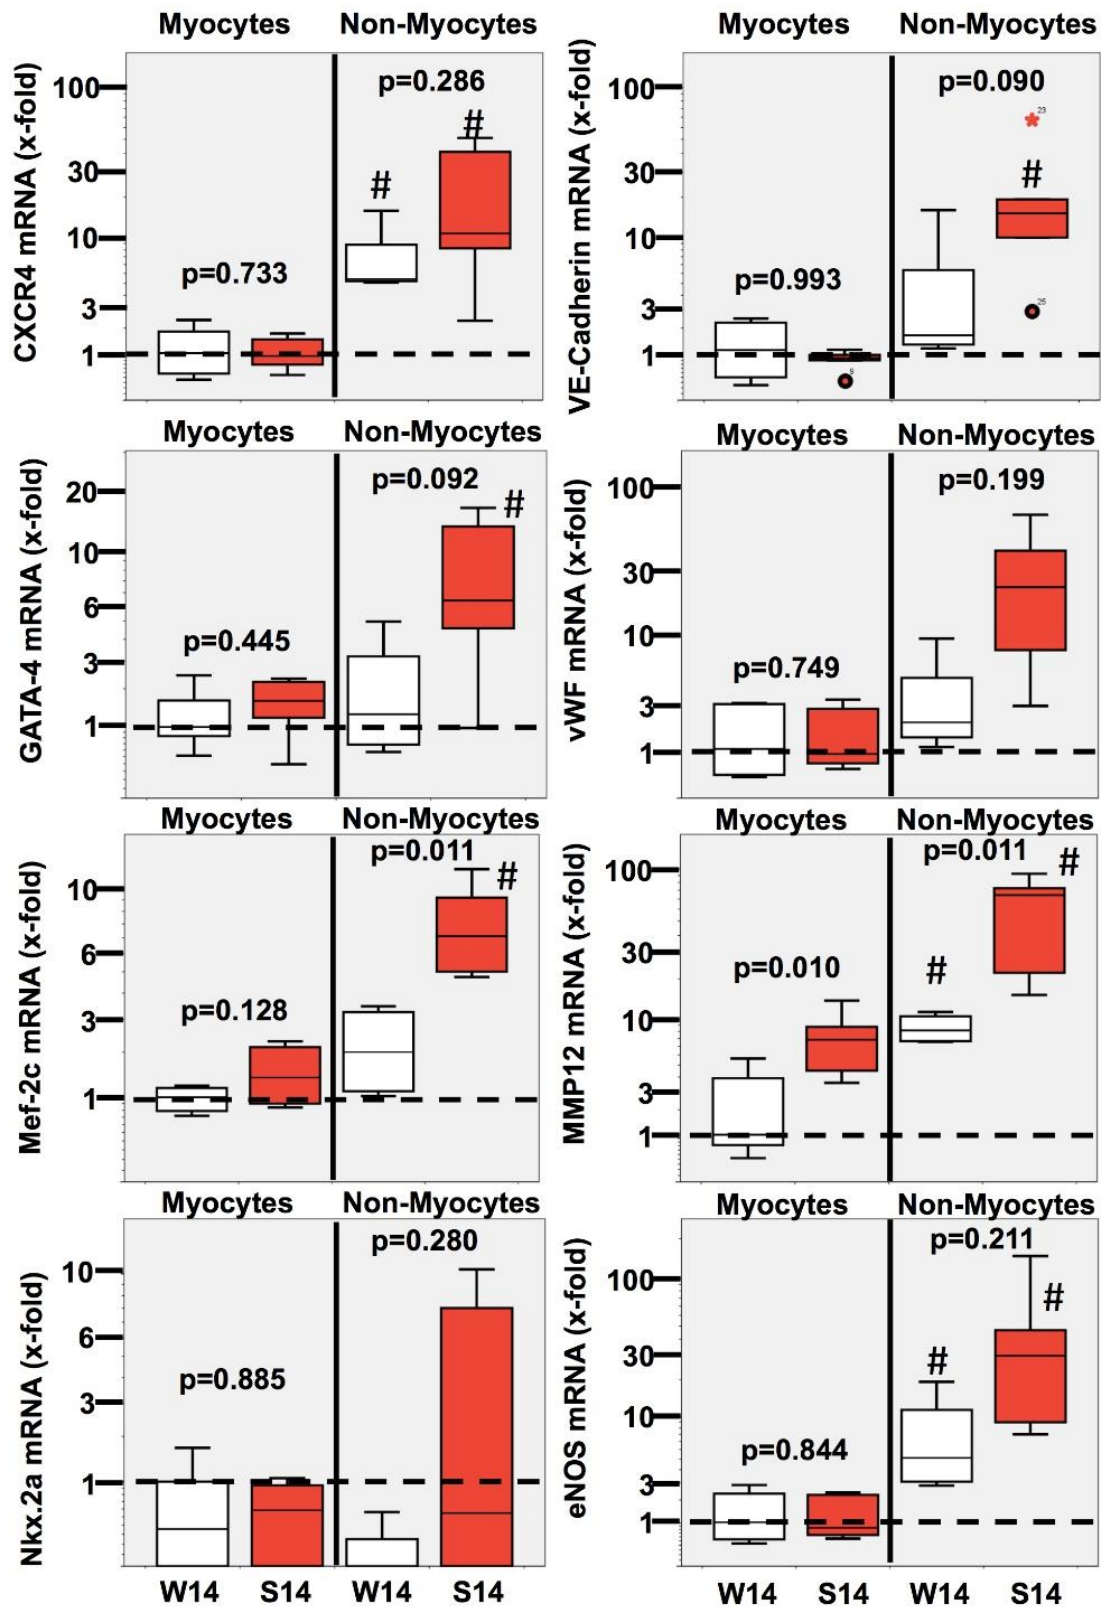 Myocytes Non-Myocytes
CXCR4 mRNA (x-fold)
100
30
10
3
1
p=0.733
p=0.286
#
#
Myocytes Non-Myocytes
VE-Cadherin mRNA (x-fold)
100
30
10
3
1
p=0.993
p=0.090
23
#
25
9
Myocytes Non-Myocytes
GATA-4 mRNA (x-fold)
20
10
6
3
1
p=0.445
p=0.092
#
Myocytes Non-Myocytes
vWF mRNA (x-fold)
100
30
10
3
1
p=0.749
p=0.199
Myocytes Non-Myocytes
Mef-2c mRNA (x-fold)
10
6
3
1
p=0.128
p=0.011
#
Myocytes Non-Myocytes
MMP12 mRNA (x-fold)
100
30
10
3
1
p=0.010
p=0.011
#
#
Myocytes Non-Myocytes
Nkx.2a mRNA (x-fold)
10
6
3
1
p=0.885
p=0.280
W14 S14 W14 S14
Myocytes Non-Myocytes
eNOS mRNA (x-fold)
100
30
10
3
1
p=0.844
p=0.211
#
#
W14 S14 W14 S14